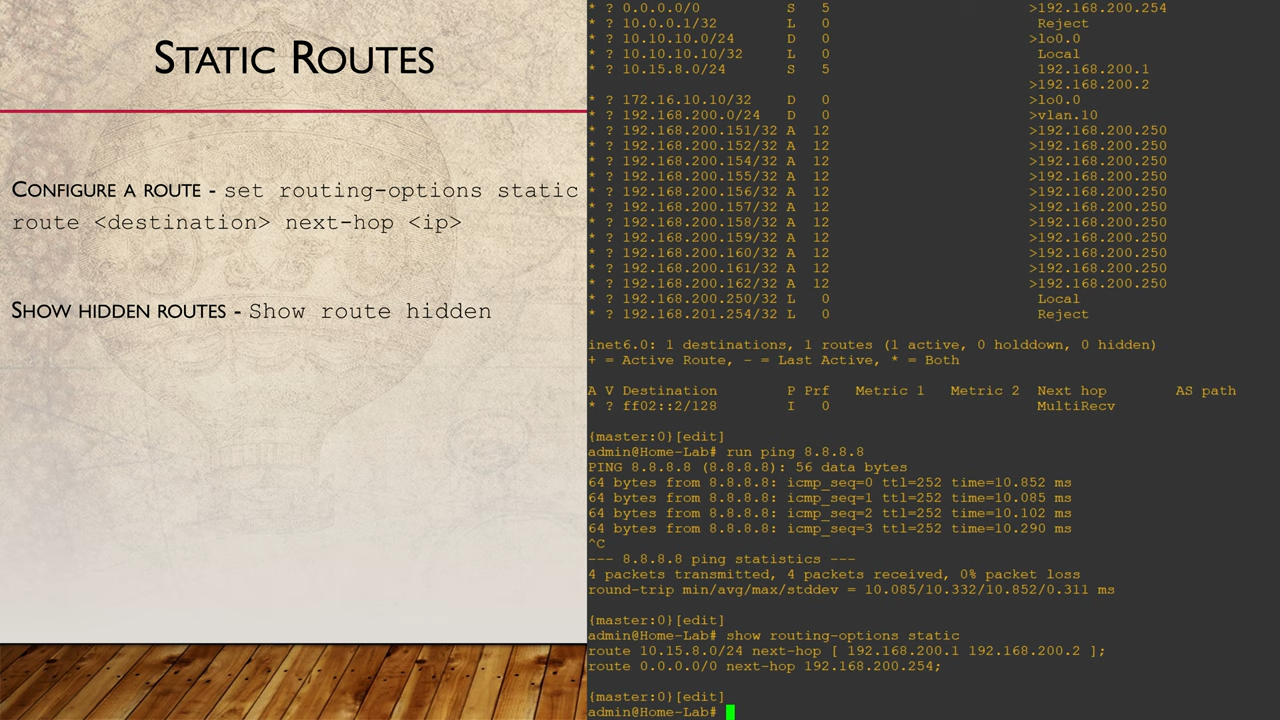 STATIC ROUTES
CONFIGURE A ROUTE - set routing-options static
route <destination> next-hop <ip>
SHOW HIDDEN ROUTES - Show route hidden
* ? 0.0.0.0/0 S 5 >192.168.200.254
* ? 10.0.0.1/32 L 0 Reject
* ? 10.10.10.0/24 D 0 >lo0.0
* ? 10.10.10.10/32 L 0 Local
* ? 10.15.8.0/24 S 5 192.168.200.1
>192.168.200.2
* ? 172.16.10.10/32 D 0 >lo0.0
* ? 192.168.200.0/24 D 0 >vlan.10
* ? 192.168.200.151/32 A 12 >192.168.200.250
* ? 192.168.200.152/32 A 12 >192.168.200.250
* ? 192.168.200.154/32 A 12 >192.168.200.250
* ? 192.168.200.155/32 A 12 >192.168.200.250
* ? 192.168.200.156/32 A 12 >192.168.200.250
* ? 192.168.200.157/32 A 12 >192.168.200.250
* ? 192.168.200.158/32 A 12 >192.168.200.250
* ? 192.168.200.159/32 A 12 >192.168.200.250
* ? 192.168.200.160/32 A 12 >192.168.200.250
* ? 192.168.200.161/32 A 12 >192.168.200.250
* ? 192.168.200.162/32 A 12 >192.168.200.250
* ? 192.168.200.250/32 L 0 Local
* ? 192.168.201.254/32 L 0 Reject
inet6.0: 1 destinations, 1 routes (1 active, 0 holddown, 0 hidden)
+ = Active Route, - = Last Active, * = Both
A V Destination P Prf Metric 1 Metric 2 Next hop AS path
* ? ff02::2/128 I 0 MultiRecv
{master:0}[edit]
admin@Home-Lab# run ping 8.8.8.8
PING 8.8.8.8 (8.8.8.8): 56 data bytes
64 bytes from 8.8.8.8: icmp_seq=0 ttl=252 time=10.852 ms
64 bytes from 8.8.8.8: icmp_seq=1 ttl=252 time=10.085 ms
64 bytes from 8.8.8.8: icmp_seq=2 ttl=252 time=10.102 ms
64 bytes from 8.8.8.8: icmp_seq=3 ttl=252 time=10.290 ms
^C
--- 8.8.8.8 ping statistics ---
4 packets transmitted, 4 packets received, 0% packet loss
round-trip min/avg/max/stddev = 10.085/10.332/10.852/0.311 ms
{master:0}[edit]
admin@Home-Lab# show routing-options static
route 10.15.8.0/24 next-hop [ 192.168.200.1 192.168.200.2 ];
route 0.0.0.0/0 next-hop 192.168.200.254;
{master:0}[edit]
admin@Home-Lab#